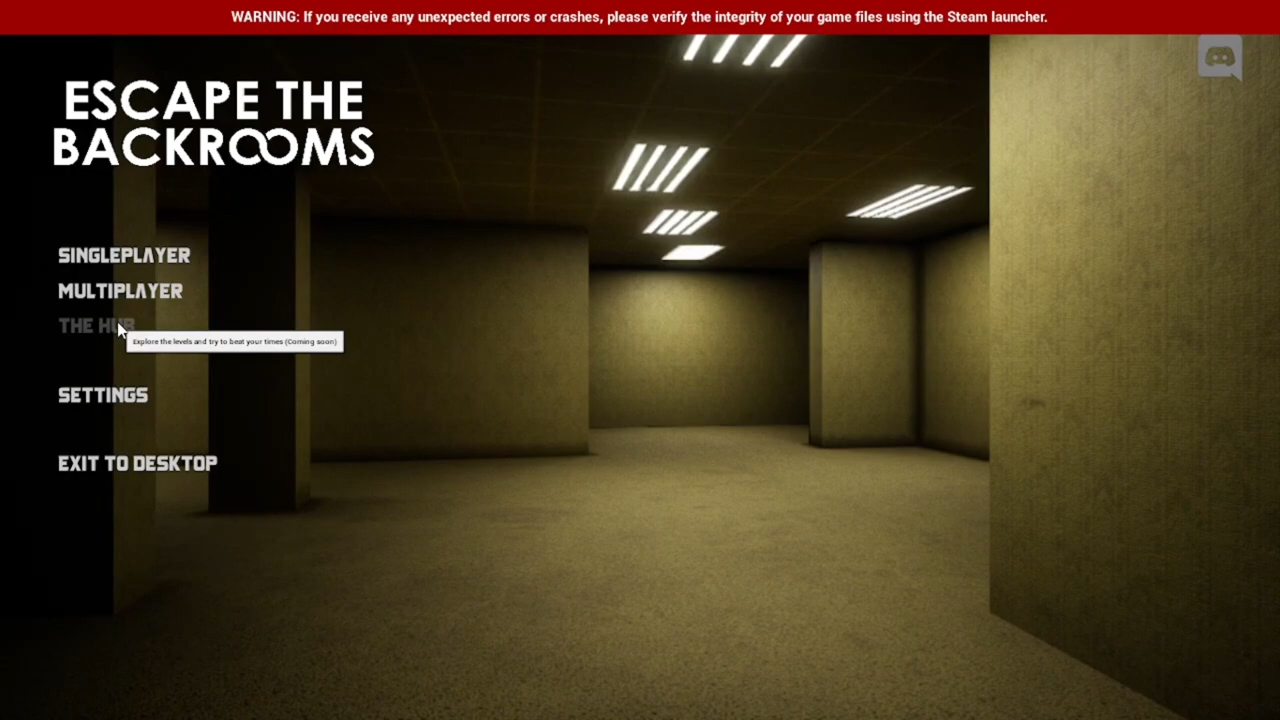 WARNING: If you receive any unexpected errors or crashes, please verify the integrity of your game files using the Steam launcher.
ESCAPE THE
BACKROOMS
SINGLEPLAYER
MULTIPLAYER
THE HUB
Explore the levels and try to beat your times (Coming soon)
SETTINGS
EXIT TO DESKTOP